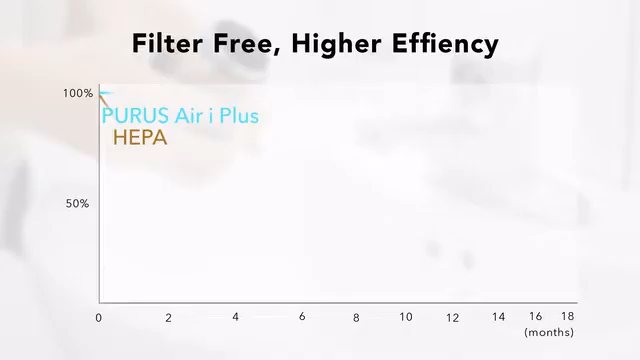 Filter Free, Higher Effiency
100%
PURUS Air i Plus
HEPA
50%
0 2 4 6 8 10 12 14 16 18
(months)